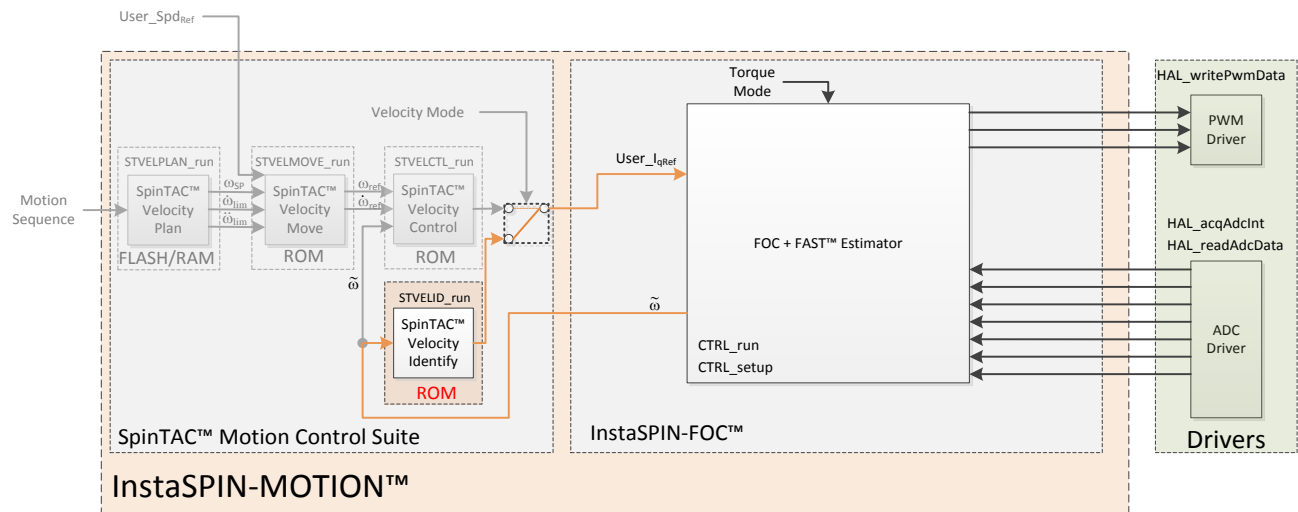 User_SpdRef
Torque
Mode
HAL_writePwmData
PWM
Driver
Velocity Mode
STVELPLAN_run
STVELMOVE_run
STVELCTL_run
User_IqRef
Motion
Sequence
SpinTAC™
Velocity
Plan
ωSP
ω̇lim
ω̈lim
SpinTAC™
Velocity
Move
ωref
ω̇ref
SpinTAC™
Velocity
Control
FLASH/RAM
ROM
ROM
HAL_acqAdcInt
HAL_readAdcData
FOC + FAST™ Estimator
ω̃
STVELID_run
ω̃
SpinTAC™
Velocity
Identify
ROM
CTRL_run
CTRL_setup
ADC
Driver
SpinTAC™ Motion Control Suite
InstaSPIN-FOC™
Drivers
InstaSPIN-MOTION™